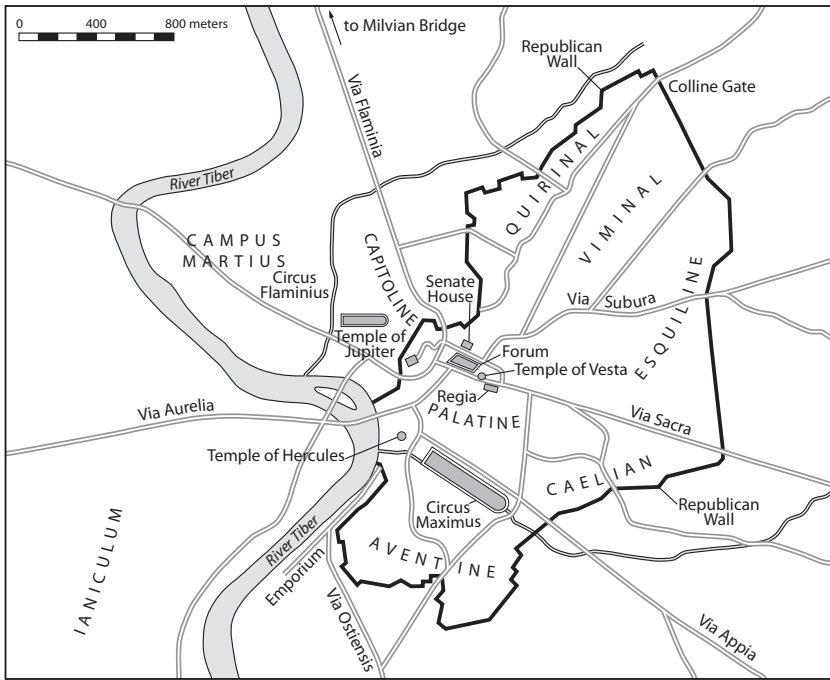 0 400 800 meters
to Milvian Bridge
Republican
Wall
Colline Gate
Via Flaminia
River Tiber
QUIRINAL
VIMINAL
CAMPUS
MARTIUS
CAPITOLINE
Circus
Flaminius
Senate
House
Via Subura
ESQUILINE
Temple of
Jupiter
Forum
Temple of Vesta
Regia
Via Aurelia
PALATINE
Via Sacra
Temple of Hercules
CAELIAN
Circus
Maximus
Republican
Wall
IANICULUM
River Tiber
Emporium
AVENTINE
Via Ostiensis
Via Appia